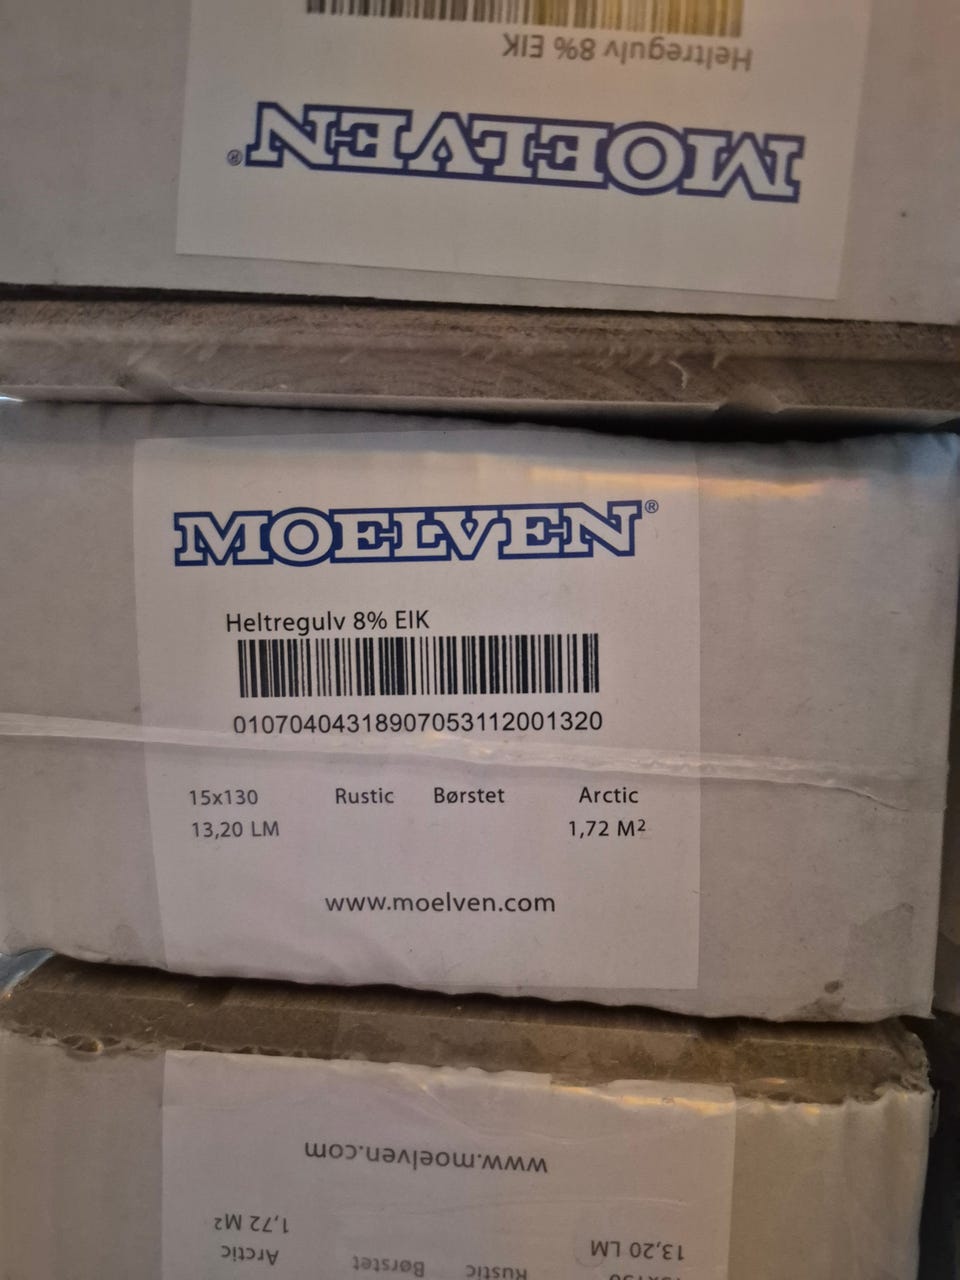 Heltregulv 8% EIK
MOELVEN®
MOELVEN®
Heltregulv 8% EIK
01070404318907053112001320
15x130 Rustic Børstet Arctic
13,20 LM 1,72 M²
www.moelven.com
www.moelven.com
13,20 LM 1,72 M²
Rustic Børstet Arctic